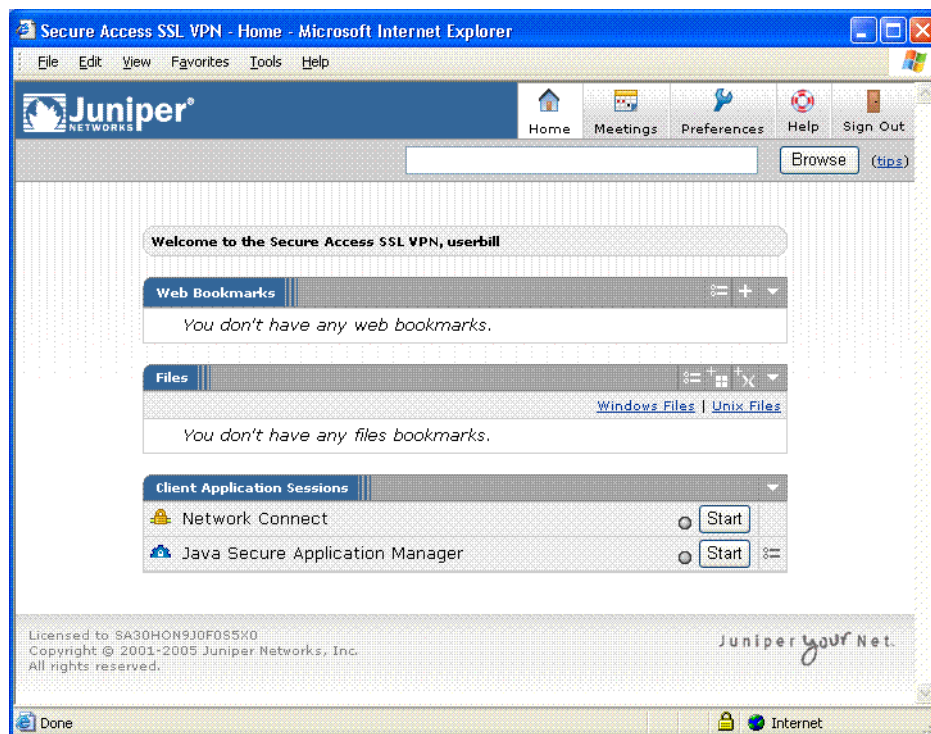 Secure Access SSL VPN - Home - Microsoft Internet Explorer
File Edit View Favorites Tools Help
Juniper®
NETWORKS
Home Meetings Preferences Help Sign Out
Browse (tips)
Welcome to the Secure Access SSL VPN, userbill
Web Bookmarks
You don't have any web bookmarks.
Files
Windows Files | Unix Files
You don't have any files bookmarks.
Client Application Sessions
Network Connect Start
Java Secure Application Manager Start
Licensed to SA30HON9J0F0S5X0
Copyright © 2001-2005 Juniper Networks, Inc.
All rights reserved.
Juniper your Net.
Done Internet